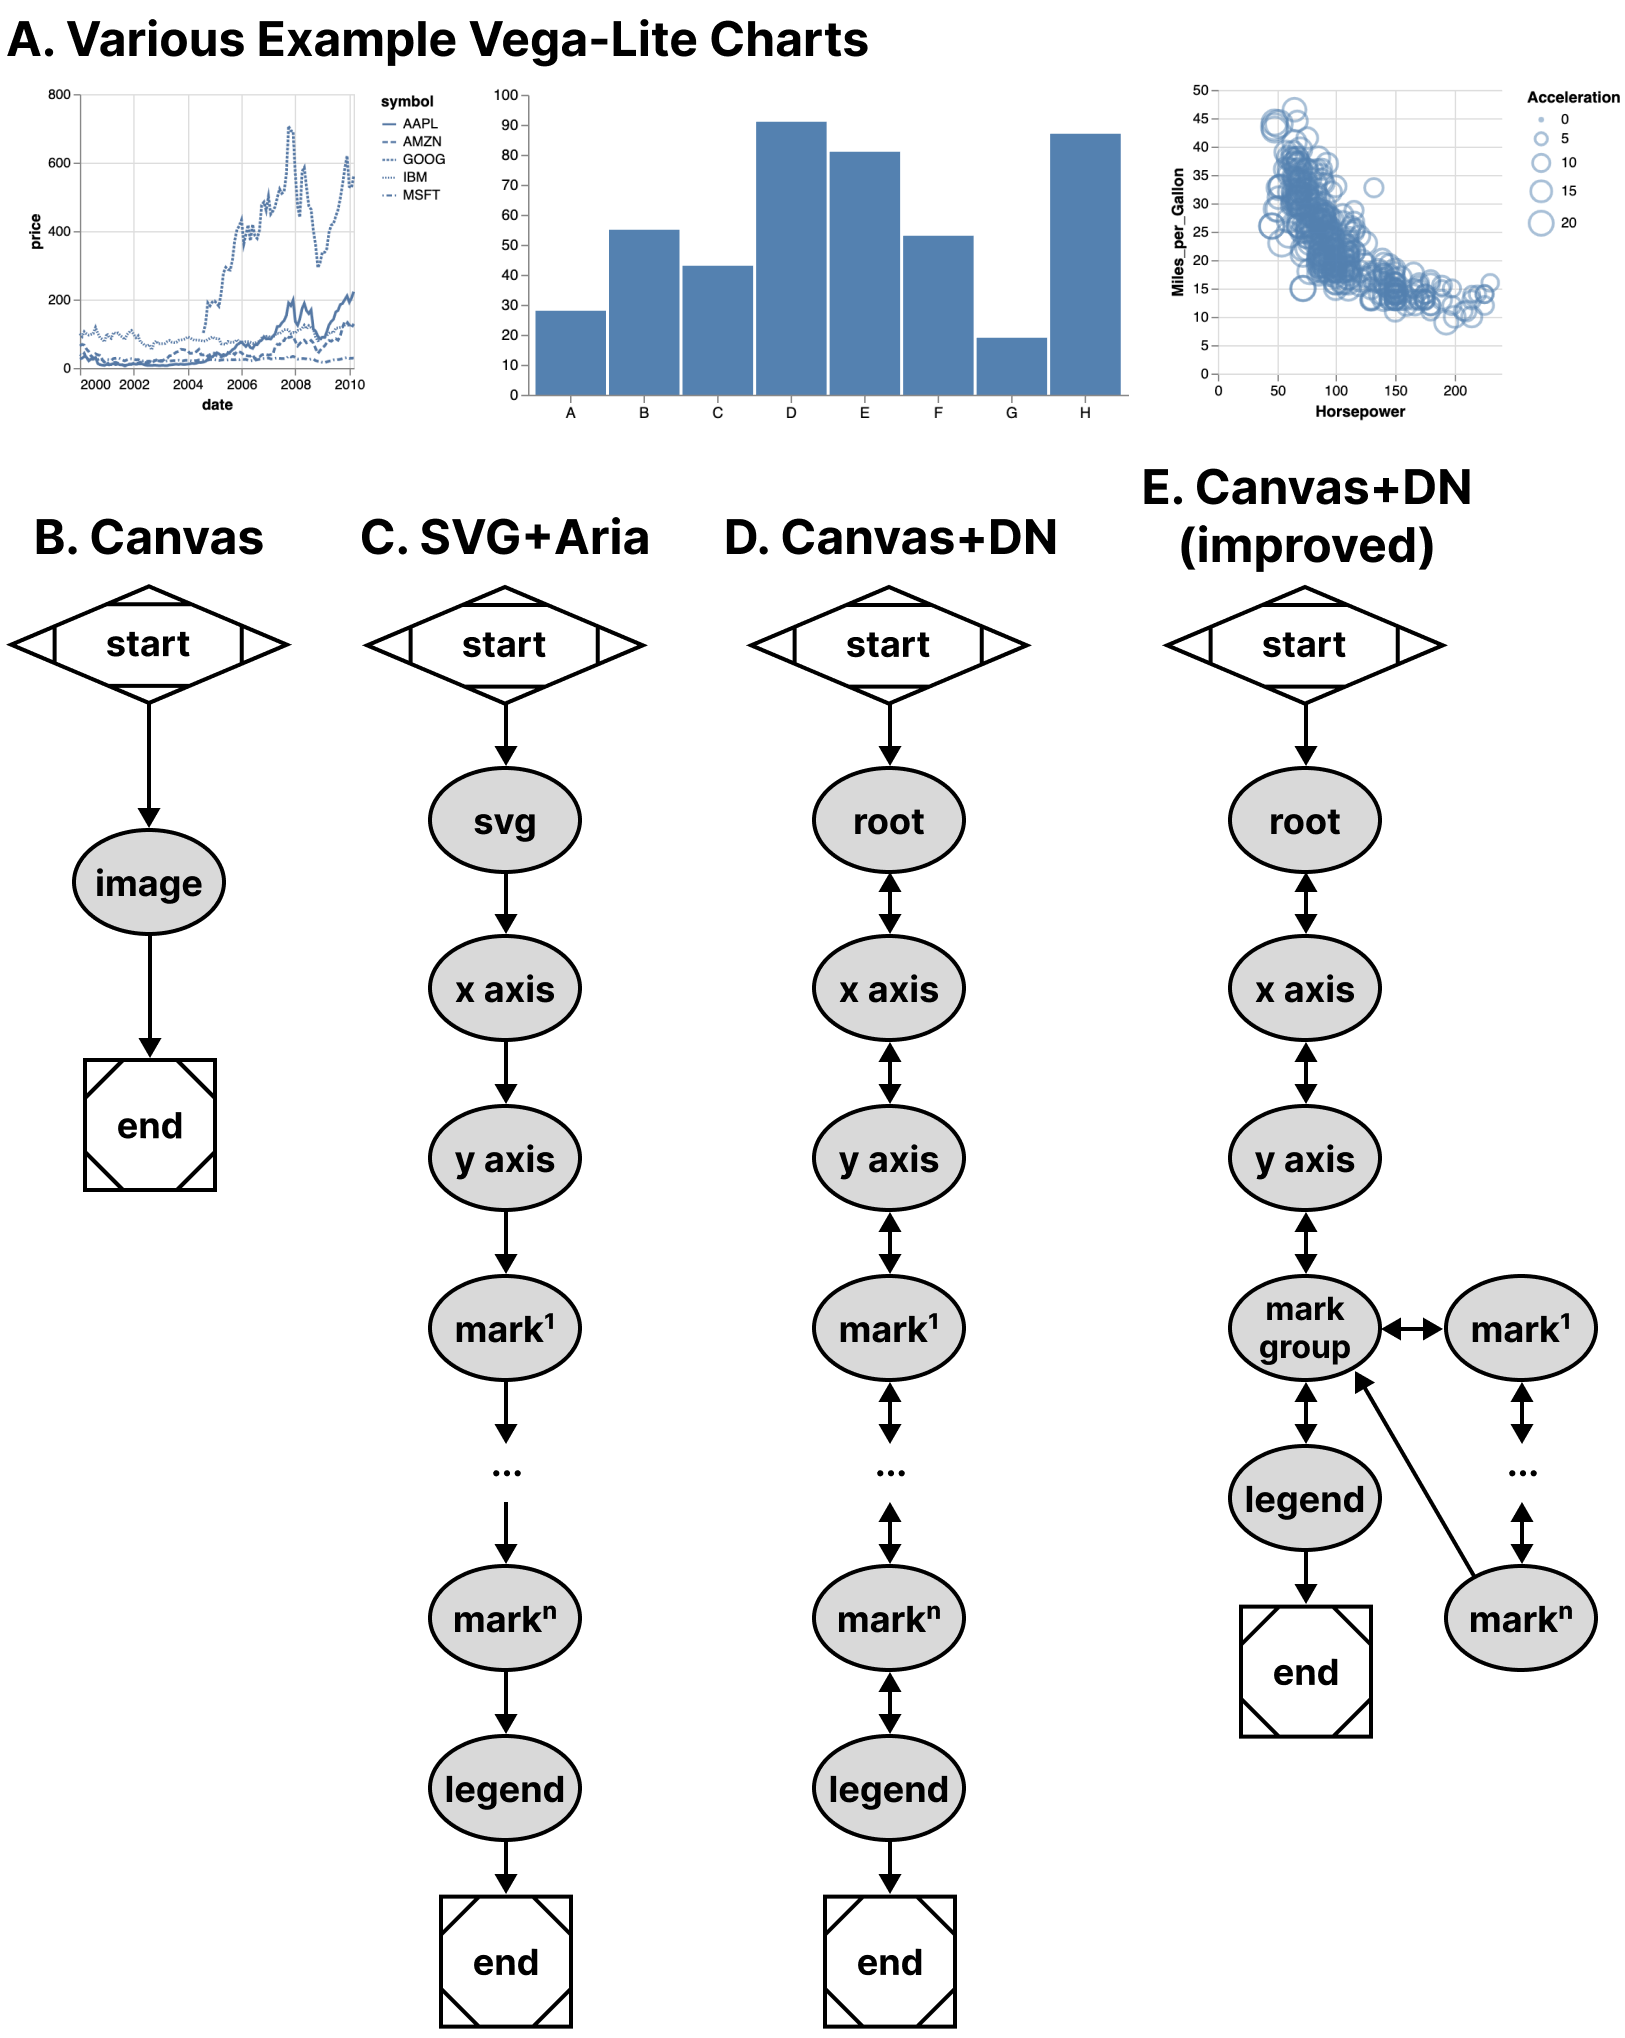 A. Various Example Vega-Lite Charts
800
600
400
200
0
price
2000 2002 2004 2006 2008 2010
date
symbol
AAPL
AMZN
GOOG
IBM
MSFT
100
90
80
70
60
50
40
30
20
10
0
A B C D E F G H
50
45
40
35
30
25
20
15
10
5
0
Miles_per_Gallon
0 50 100 150 200
Horsepower
Acceleration
0
5
10
15
20
B. Canvas
start
image
end
C. SVG+Aria
start
svg
x axis
y axis
mark¹
...
markⁿ
legend
end
D. Canvas+DN
start
root
x axis
y axis
mark¹
...
markⁿ
legend
end
E. Canvas+DN
(improved)
start
root
x axis
y axis
mark
group
legend
end
mark¹
...
markⁿ